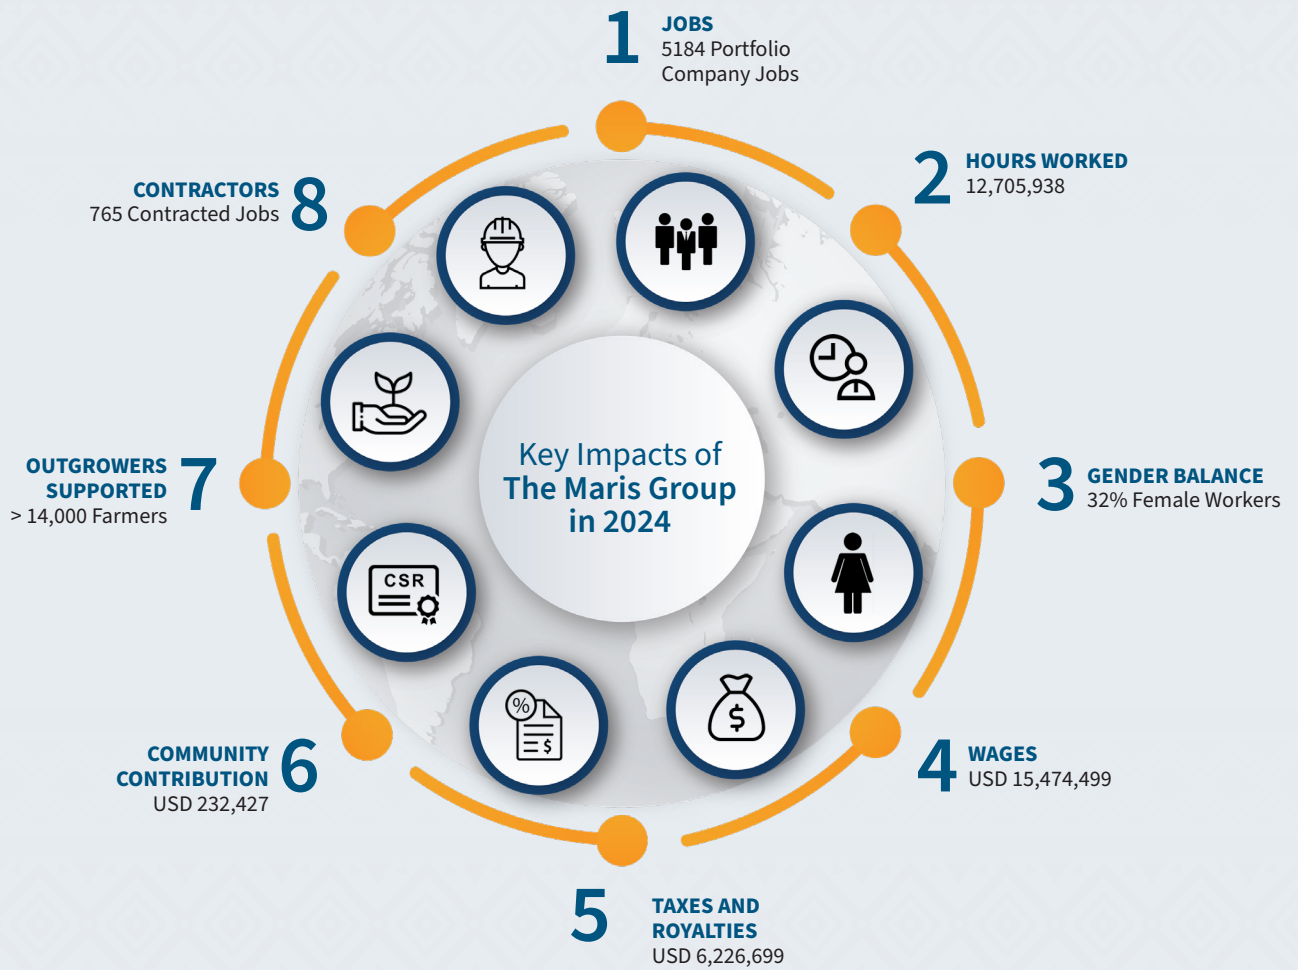 1
JOBS
5184 Portfolio
Company Jobs
2
HOURS WORKED
12,705,938
3
GENDER BALANCE
32% Female Workers
4
WAGES
USD 15,474,499
5
TAXES AND
ROYALTIES
USD 6,226,699
6
COMMUNITY
CONTRIBUTION
USD 232,427
7
OUTGROWERS
SUPPORTED
> 14,000 Farmers
8
CONTRACTORS
765 Contracted Jobs
Key Impacts of
The Maris Group
in 2024
CSR
%
$
$